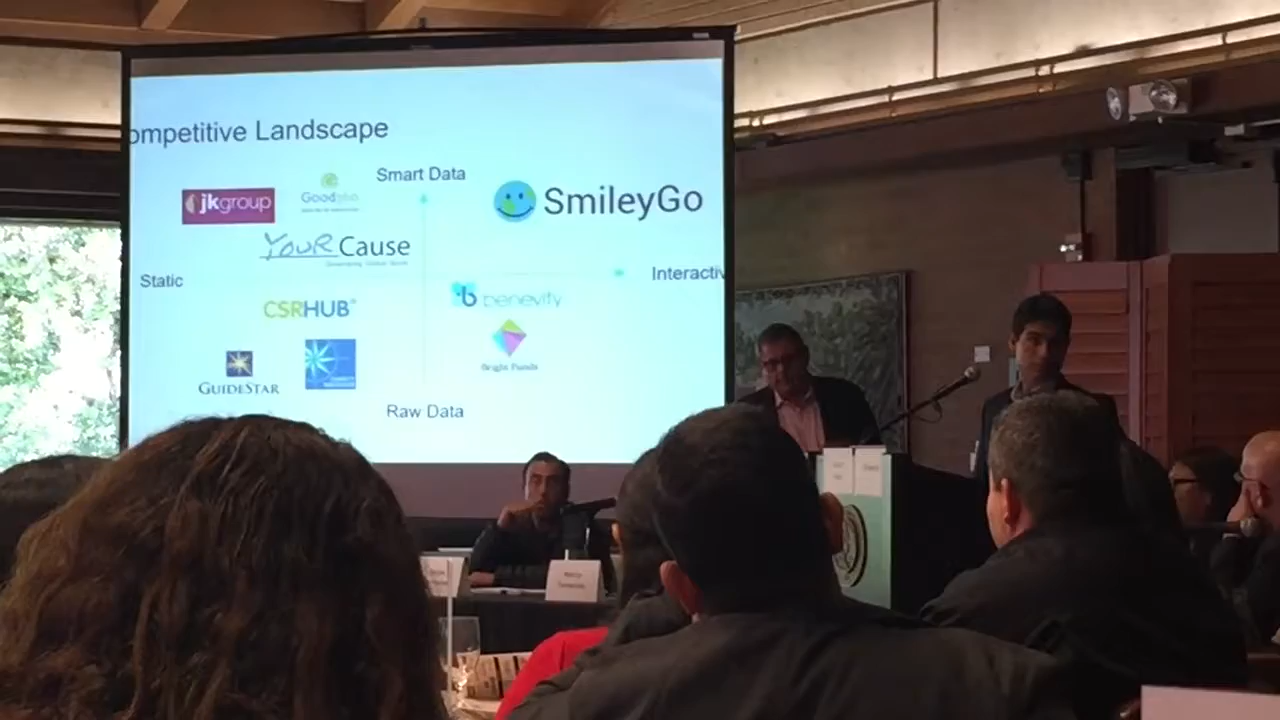 ompetitive Landscape
Smart Data
jkgroup
SmileyGo
YOUR Cause
Static
Interactiv
CSRHUB
benevity
GUIDESTAR
Bright Funds
Raw Data